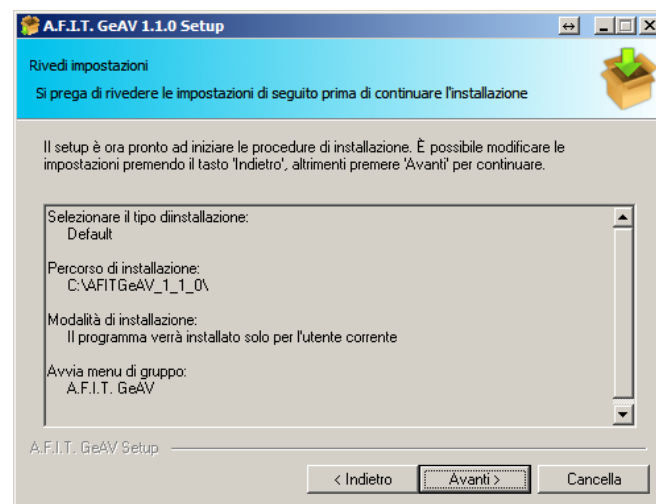 A.F.I.T. GeAV 1.1.0 Setup
Rivedi impostazioni
Si prega di rivedere le impostazioni di seguito prima di continuare l'installazione
Il setup è ora pronto ad iniziare le procedure di installazione. È possibile modificare le
impostazioni premendo il tasto 'Indietro', altrimenti premere 'Avanti' per continuare.
Selezionare il tipo diinstallazione:
Default
Percorso di installazione:
C:\AFITGeAV_1_1_0\
Modalità di installazione:
Il programma verrà installato solo per l'utente corrente
Avvia menu di gruppo:
A.F.I.T. GeAV
A.F.I.T. GeAV Setup
< Indietro
Avanti >
Cancella